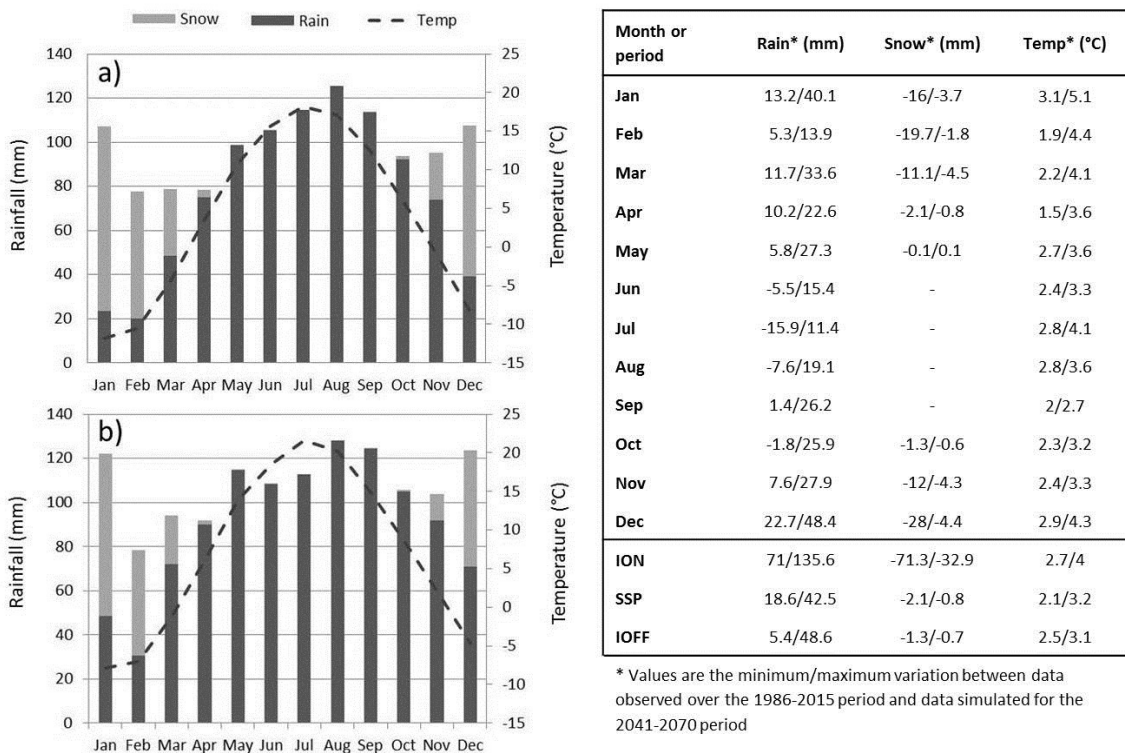 Snow Rain Temp
a)
140 25
120 20
100 15
80 10
60 5
40 0
20 -5
0 -10
-15
Rainfall (mm)
Temperature (°C)
Jan Feb Mar Apr May Jun Jul Aug Sep Oct Nov Dec
b)
140 25
120 20
100 15
80 10
60 5
40 0
20 -5
0 -10
-15
Rainfall (mm)
Temperature (°C)
Jan Feb Mar Apr May Jun Jul Aug Sep Oct Nov Dec
Month or period Rain* (mm) Snow* (mm) Temp* (°C)
Jan 13.2/40.1 -16/-3.7 3.1/5.1
Feb 5.3/13.9 -19.7/-1.8 1.9/4.4
Mar 11.7/33.6 -11.1/-4.5 2.2/4.1
Apr 10.2/22.6 -2.1/-0.8 1.5/3.6
May 5.8/27.3 -0.1/0.1 2.7/3.6
Jun -5.5/15.4 - 2.4/3.3
Jul -15.9/11.4 - 2.8/4.1
Aug -7.6/19.1 - 2.8/3.6
Sep 1.4/26.2 - 2/2.7
Oct -1.8/25.9 -1.3/-0.6 2.3/3.2
Nov 7.6/27.9 -12/-4.3 2.4/3.3
Dec 22.7/48.4 -28/-4.4 2.9/4.3
ION 71/135.6 -71.3/-32.9 2.7/4
SSP 18.6/42.5 -2.1/-0.8 2.1/3.2
IOFF 5.4/48.6 -1.3/-0.7 2.5/3.1
* Values are the minimum/maximum variation between data
observed over the 1986-2015 period and data simulated for the
2041-2070 period